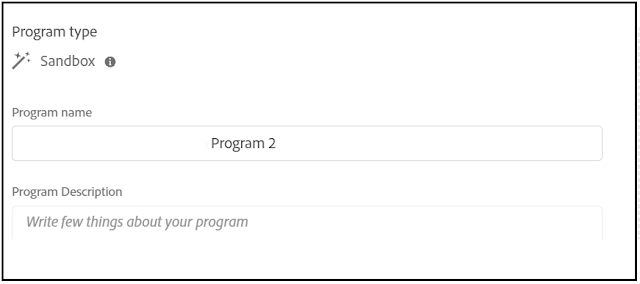 Program type
Sandbox
Program name
Program 2
Program Description
Write few things about your program